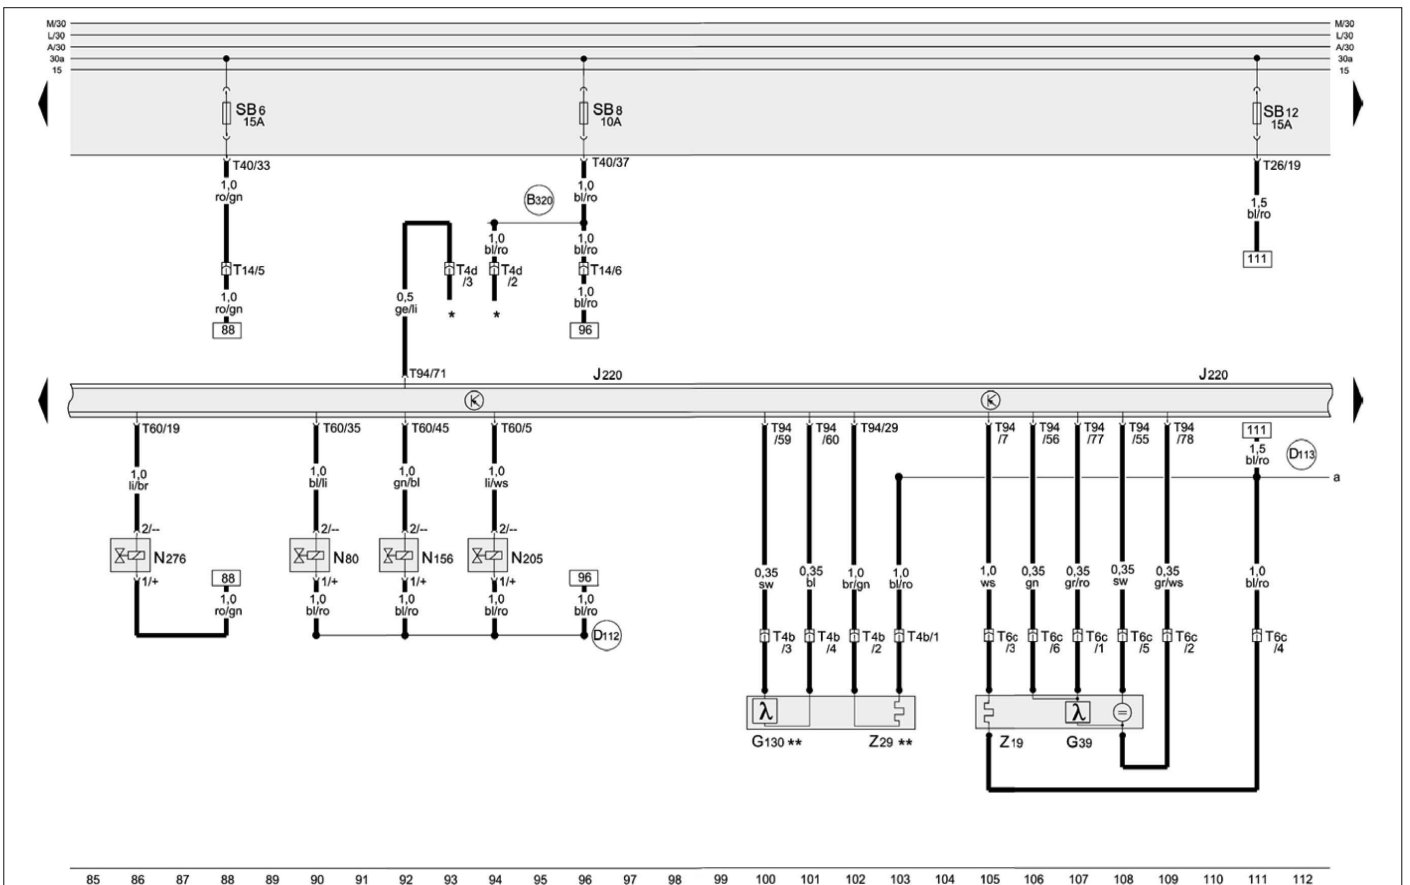 M/30 M/30
L/30 L/30
A/30 A/30
30a 30a
15 15
SB6 SB8 SB12
15A 10A 15A
T40/33 T40/37 T26/19
1,0 1,0
ro/gn bl/ro
B320
1,5
bl/ro
1,0 1,0
bl/ro bl/ro
111
T14/5 T4d T4d T14/6
/3 /2
1,0 0,5 1,0
ro/gn ge/li bl/ro
* *
88 96
T94/71 J220 J220
T60/19 T60/35 T60/45 T60/5 T94 T94 T94/29 T94 T94 T94 T94 T94 111
/59 /60 /7 /56 /77 /55 /78
1,5
bl/ro
D113
1,0 1,0 1,0 1,0
li/br bl/li gn/bl li/ws
a
2/-- 2/-- 2/-- 2/--
N276 N80 N156 N205
1/+ 1/+ 1/+ 1/+
88 96
0,35 0,35 1,0 1,0 1,0 0,35 0,35 0,35 0,35 1,0
sw bl br/gn bl/ro ws gn gr/ro sw gr/ws bl/ro
1,0 1,0 1,0 1,0 1,0
ro/gn bl/ro bl/ro bl/ro bl/ro
D112
T4b T4b T4b T4b/1 T6c T6c T6c T6c T6c T6c
/3 /4 /2 /3 /6 /1 /5 /2 /4
λ λ =
G130 ** Z29 ** Z19 G39
85 86 87 88 89 90 91 92 93 94 95 96 97 98 99 100 101 102 103 104 105 106 107 108 109 110 111 112